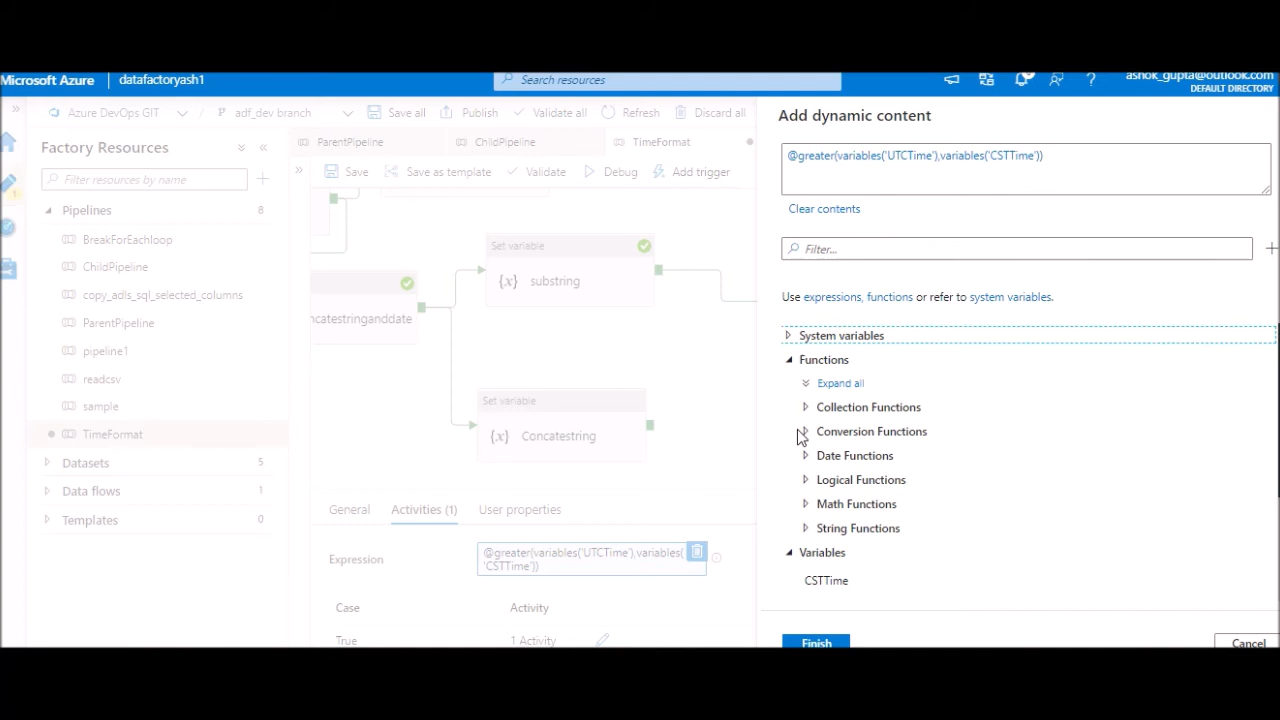 Microsoft Azure
datafactoryash1
Search resources
ashok_gupta@outlook.com
DEFAULT DIRECTORY
Azure DevOps GIT
/
adf_dev branch
Save all
Publish
Validate all
Refresh
Discard all
Factory Resources
Filter resources by name
Pipelines
8
BreakForEachloop
ChildPipeline
copy_adls_sql_selected_columns
ParentPipeline
pipeline1
readcsv
sample
TimeFormat
Datasets
5
Data flows
1
Templates
0
ParentPipeline
ChildPipeline
TimeFormat
Save
Save as template
Validate
Debug
Add trigger
Set variable
{x} substring
ncatestringanddate
Set variable
{x} Concatestring
General
Activities (1)
User properties
Expression
@greater(variables('UTCTime'),variables(
'CSTTime'))
Case
Activity
True
1 Activity
Add dynamic content
@greater(variables('UTCTime'),variables('CSTTime'))
Clear contents
Filter...
Use expressions, functions or refer to system variables.
System variables
Functions
Expand all
Collection Functions
Conversion Functions
Date Functions
Logical Functions
Math Functions
String Functions
Variables
CSTTime
Finish
Cancel